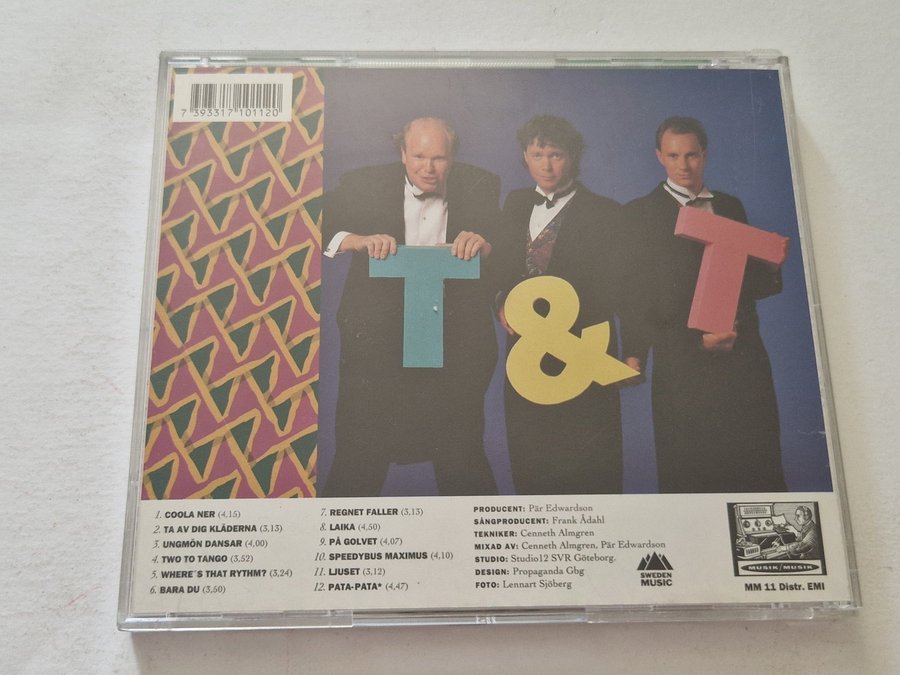 7 393317 101120
T & T
1. COOLA NER (4,15)
2. TA AV DIG KLÄDERNA (3,13)
3. UNGMÖN DANSAR (4,00)
4. TWO TO TANGO (3,52)
5. WHERE´S THAT RYTHM? (3,24)
6. BARA DU (3,50)
7. REGNET FALLER (3,13)
8. LAIKA (4,50)
9. PÅ GOLVET (4,07)
10. SPEEDYBUS MAXIMUS (4,10)
11. LJUSET (3,12)
12. PATA-PATA* (4,47)
PRODUCENT: Pär Edwardson
SÅNGPRODUCENT: Frank Ådahl
TEKNIKER: Cenneth Almgren
MIXAD AV: Cenneth Almgren, Pär Edwardson
STUDIO: Studio12 SVR Göteborg.
DESIGN: Propaganda Gbg
FOTO: Lennart Sjöberg
SWEDEN
MUSIC
MUSIK/MUSIK
MM 11 Distr. EMI